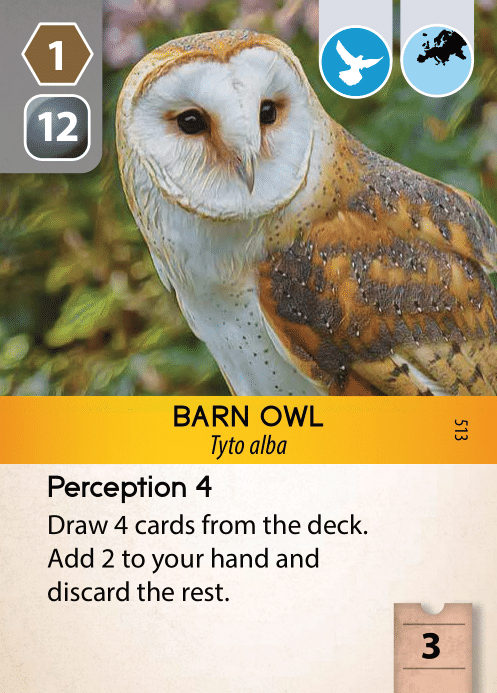 1
12
BARN OWL
Tyto alba
513
Perception 4
Draw 4 cards from the deck.
Add 2 to your hand and
discard the rest.
3